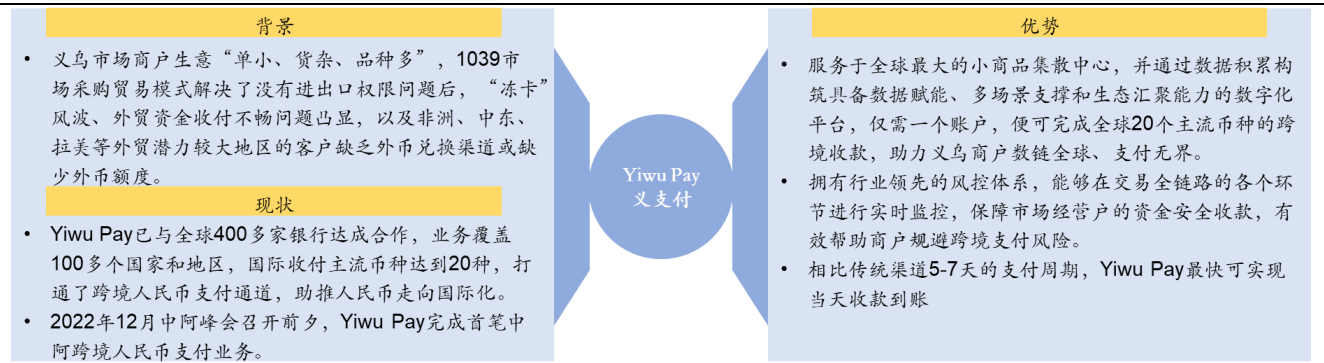 背景
• 义乌市场商户生意“单小、货杂、品种多”，1039市
场采购贸易模式解决了没有进出口权限问题后，“冻卡”
风波、外贸资金收付不畅问题凸显，以及非洲、中东、
拉美等外贸潜力较大地区的客户缺乏外币兑换渠道或缺
少外币额度。
现状
• Yiwu Pay已与全球400多家银行达成合作，业务覆盖
100多个国家和地区，国际收付主流币种达到20种，打
通了跨境人民币支付通道，助推人民币走向国际化。
• 2022年12月中阿峰会召开前夕，Yiwu Pay完成首笔中
阿跨境人民币支付业务。
Yiwu Pay
义支付
优势
• 服务于全球最大的小商品集散中心，并通过数据积累构
筑具备数据赋能、多场景支撑和生态汇聚能力的数字化
平台，仅需一个账户，便可完成全球20个主流币种的跨
境收款，助力义乌商户数链全球、支付无界。
• 拥有行业领先的风控体系，能够在交易全链路的各个环
节进行实时监控，保障市场经营户的资金安全收款，有
效帮助商户规避跨境支付风险。
• 相比传统渠道5-7天的支付周期，Yiwu Pay最快可实现
当天收款到账